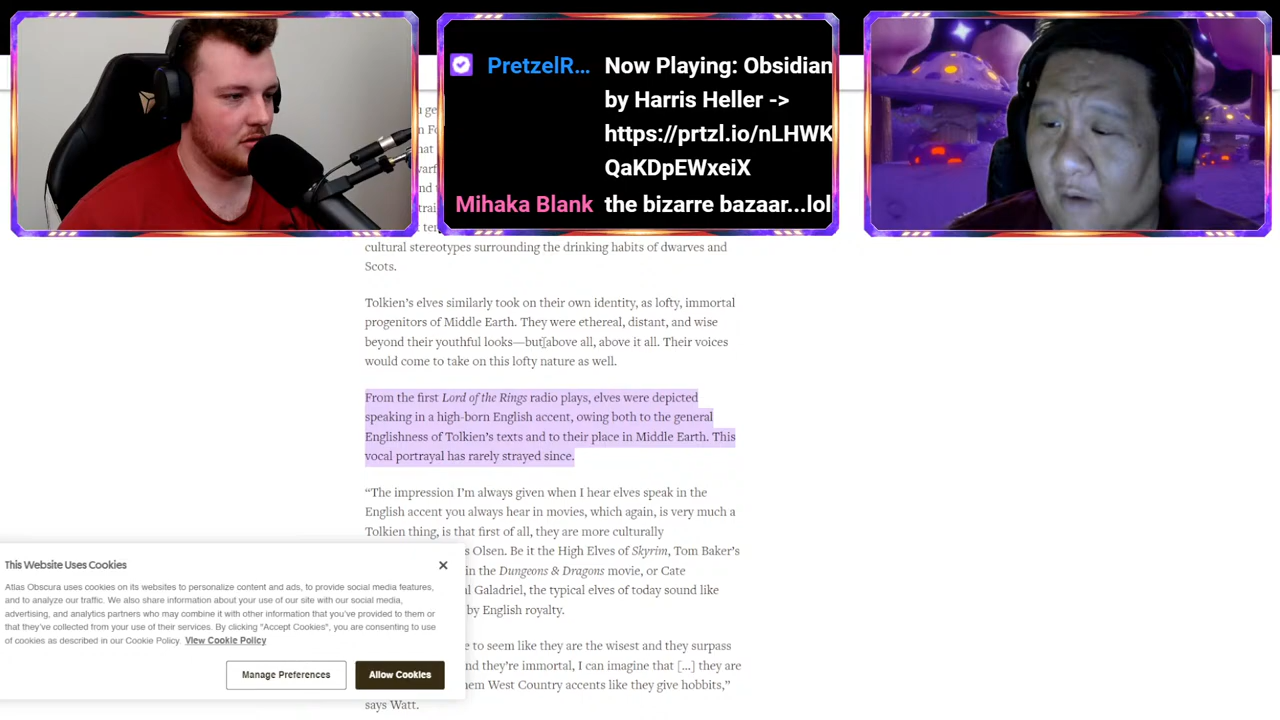 PretzelR... Now Playing: Obsidian
by Harris Heller ->
https://prtzl.io/nLHWK
QaKDpEWxeiX
Mihaka Blank the bizarre bazaar...lol
cultural stereotypes surrounding the drinking habits of dwarves and
Scots.
Tolkien’s elves similarly took on their own identity, as lofty, immortal
progenitors of Middle Earth. They were ethereal, distant, and wise
beyond their youthful looks—but above all, above it all. Their voices
would come to take on this lofty nature as well.
From the first Lord of the Rings radio plays, elves were depicted
speaking in a high-born English accent, owing both to the general
Englishness of Tolkien’s texts and to their place in Middle Earth. This
vocal portrayal has rarely strayed since.
“The impression I’m always given when I hear elves speak in the
English accent you always hear in movies, which again, is very much a
Tolkien thing, is that first of all, they are more culturally
s Olsen. Be it the High Elves of Skyrim, Tom Baker’s
in the Dungeons & Dragons movie, or Cate
al Galadriel, the typical elves of today sound like
by English royalty.
e to seem like they are the wisest and they surpass
nd they’re immortal, I can imagine that [...] they are
hem West Country accents like they give hobbits,”
says Watt.
This Website Uses Cookies
Atlas Obscura uses cookies on its websites to personalize content and ads, to provide social media features,
and to analyze our traffic. We also share information about your use of our site with our social media,
advertising, and analytics partners who may combine it with other information that you’ve provided to them or
that they’ve collected from your use of their services. By clicking "Accept Cookies", you are consenting to use
of cookies as described in our Cookie Policy. View Cookie Policy
Manage Preferences Allow Cookies